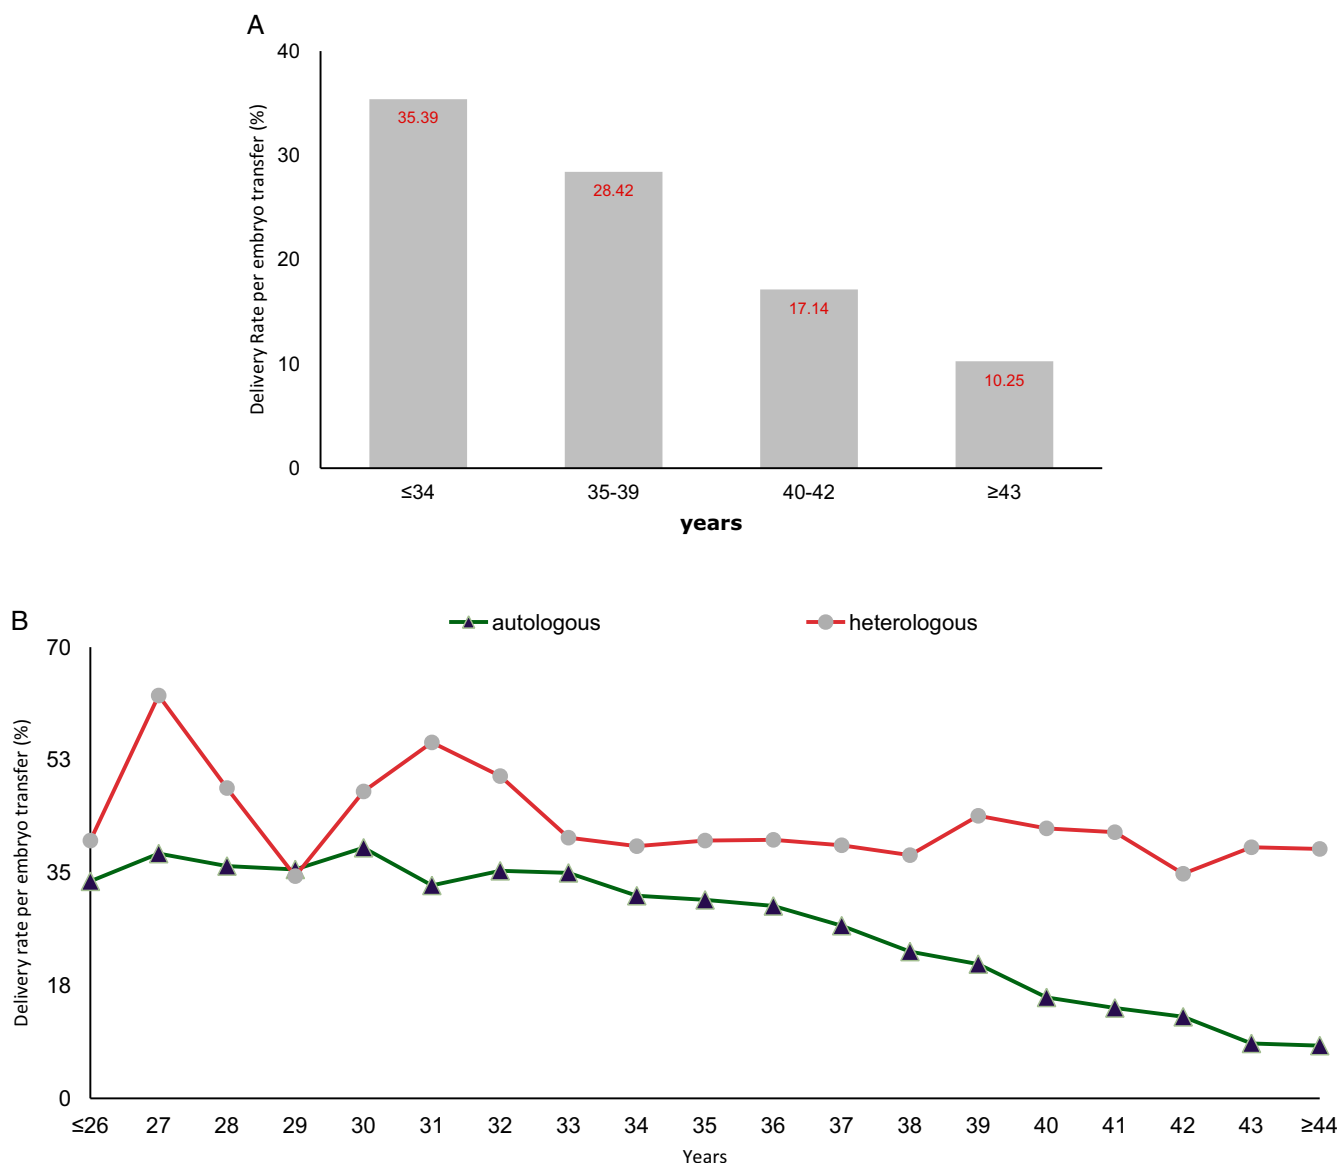 A
Delivery Rate per embryo transfer (%)
40
30
20
10
0
35.39
28.42
17.14
10.25
≤34 35-39 40-42 ≥43
years
B
autologous heterologous
Delivery rate per embryo transfer (%)
70
53
35
18
0
≤26 27 28 29 30 31 32 33 34 35 36 37 38 39 40 41 42 43 ≥44
Years